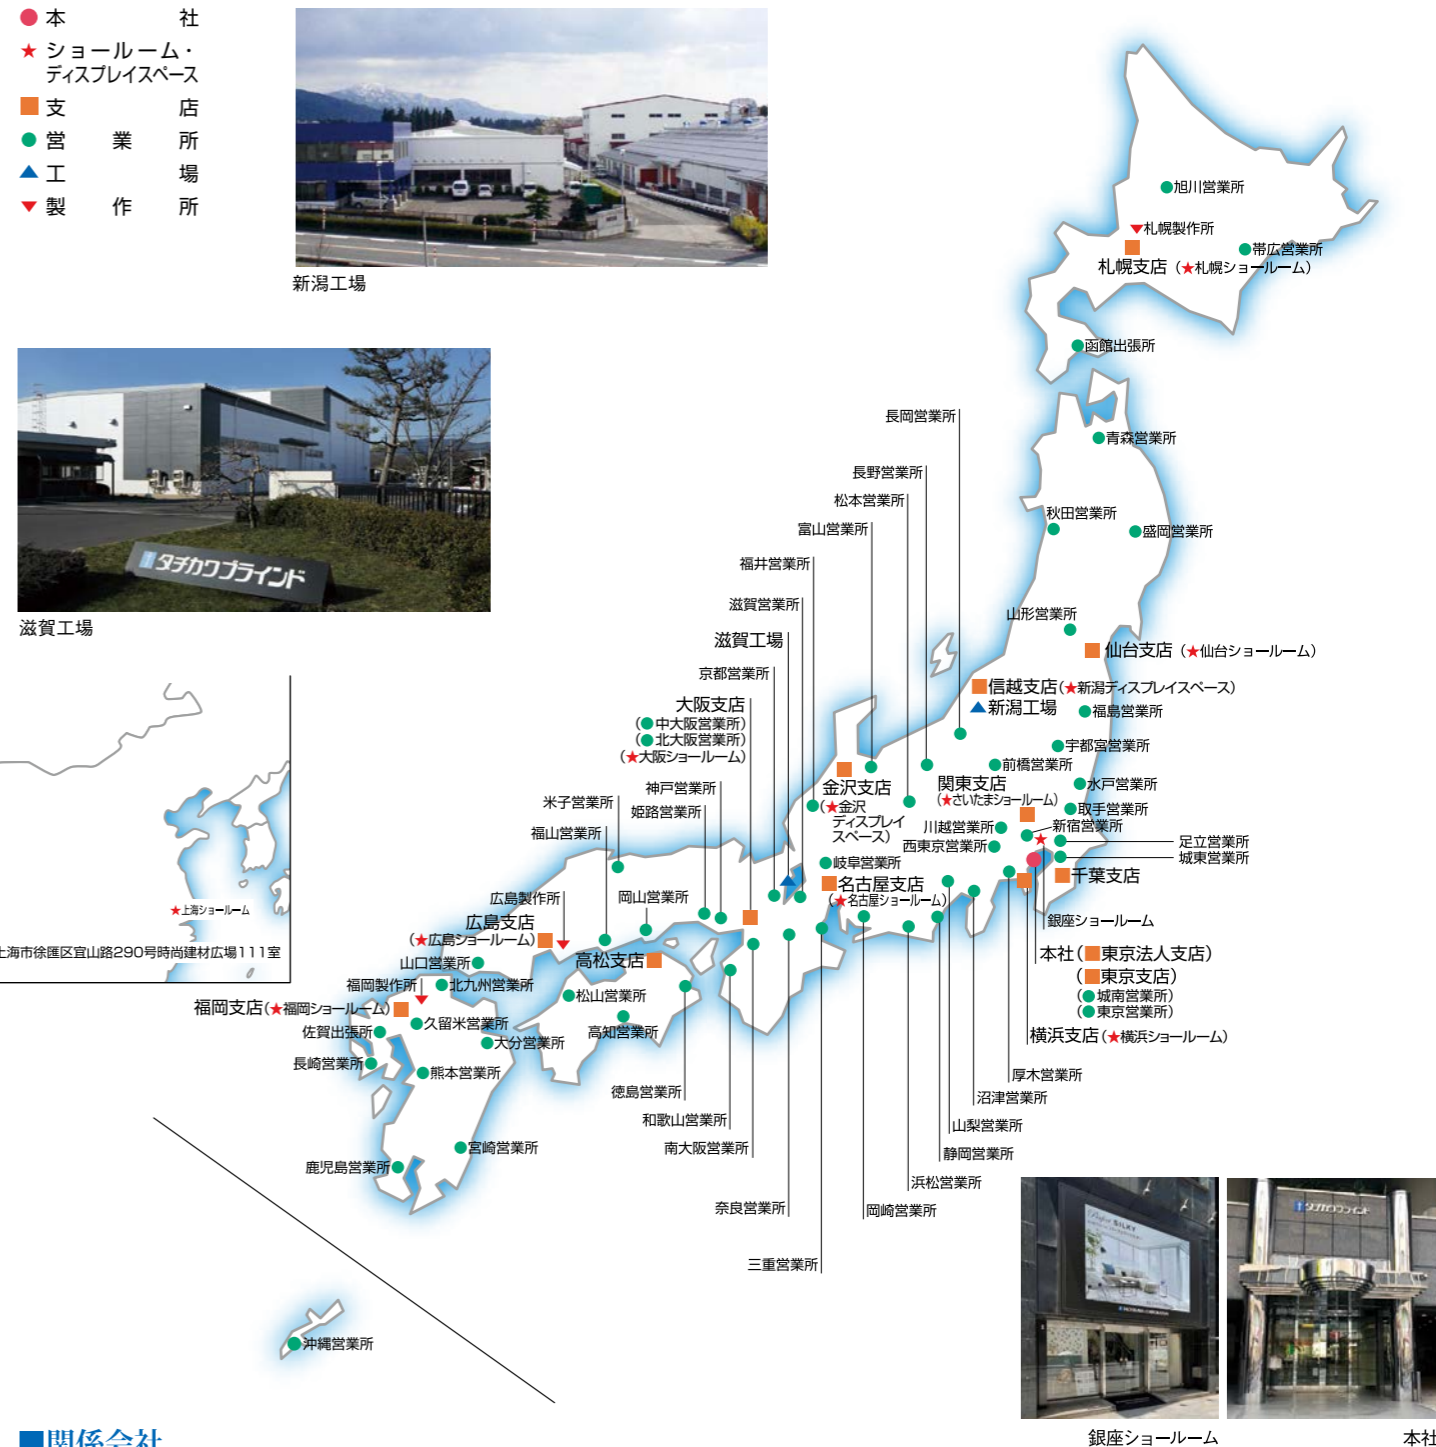 本社
ショールーム・
ディスプレイスペース
支店
営業所
工場
製作所
新潟工場
タチカワブラインド
滋賀工場
旭川営業所
札幌製作所
帯広営業所
札幌支店(★札幌ショールーム)
函館出張所
長岡営業所
青森営業所
長野営業所
松本営業所
秋田営業所
富山営業所
盛岡営業所
福井営業所
滋賀営業所
山形営業所
滋賀工場
仙台支店(★仙台ショールーム)
京都営業所
信越支店(★新潟ディスプレイスペース)
大阪支店
新潟工場
福島営業所
(●中大阪営業所)
(●北大阪営業所)
(★大阪ショールーム)
宇都宮営業所
前橋営業所
金沢支店
(★金沢
ディスプレイ
スペース)
関東支店
(★さいたまショールーム)
水戸営業所
神戸営業所
米子営業所
姫路営業所
取手営業所
福山営業所
川越営業所
新宿営業所
西東京営業所
足立営業所
城東営業所
岐阜営業所
千葉支店
名古屋支店
(★名古屋ショールーム)
広島製作所
岡山営業所
広島支店
(★広島ショールーム)
銀座ショールーム
★上海ショールーム
上海市徐匯区宜山路290号時尚建材広場111室
本社(■東京法人支店)
(■東京支店)
(●城南営業所)
(●東京営業所)
山口営業所
高松支店
福岡製作所
北九州営業所
松山営業所
福岡支店(★福岡ショールーム)
久留米営業所
佐賀出張所
高知営業所
大分営業所
横浜支店(★横浜ショールーム)
長崎営業所
熊本営業所
厚木営業所
徳島営業所
沼津営業所
和歌山営業所
山梨営業所
南大阪営業所
宮崎営業所
静岡営業所
鹿児島営業所
浜松営業所
奈良営業所
岡崎営業所
三重営業所
沖縄営業所
SILKY
タチカワブラインド
銀座ショールーム
本社
■関係会社